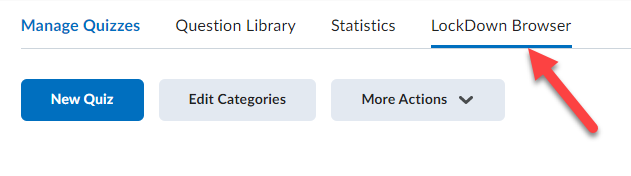 Manage Quizzes Question Library Statistics LockDown Browser
New Quiz Edit Categories More Actions